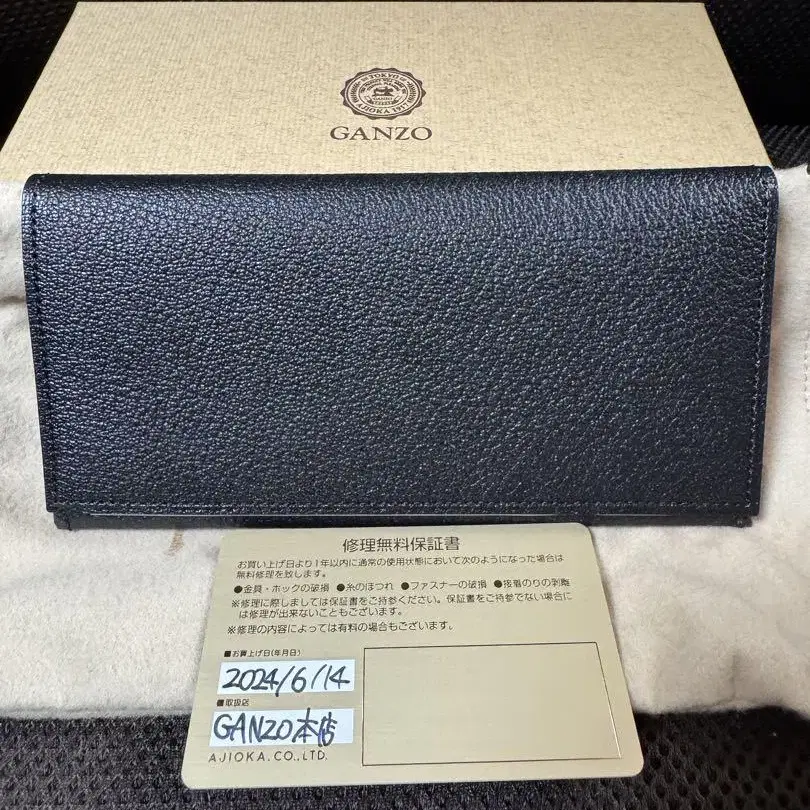 TOKYO
GANZO
AJIOKA 1917
GANZO
修理無料保証書
お買い上げ日より1年以内に通常の使用状態において次のようになった場合は
無料修理を致します。
●金具・ホックの破損 ●糸のほつれ ●ファスナーの破損 ●接着のりの剥離
※修理に際しましては保証書をご持参ください。保証書をご持参でない場合に
は修理が出来ないこともございます。
※修理の内容によっては有料の場合もございます。
■お買上げ日(年月日)
2024/6/14
■取扱店
GANZO本店
AJIOKA.CO.,LTD.